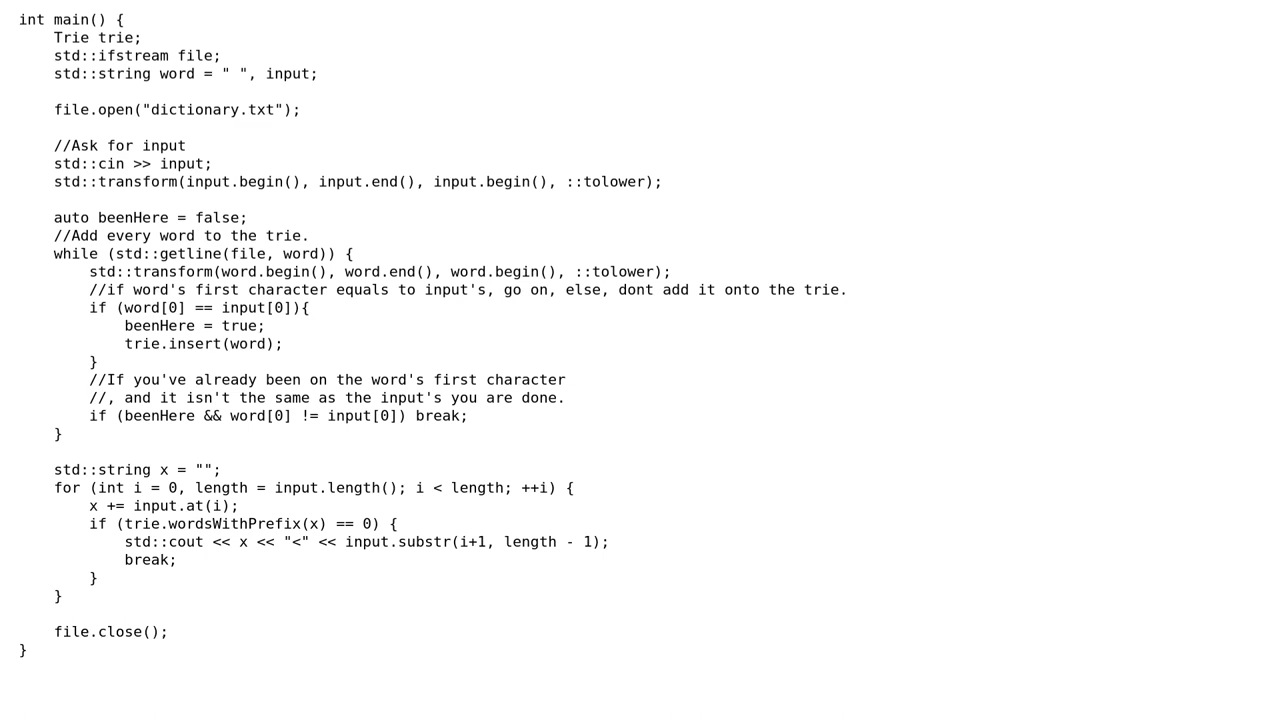 int main() {
    Trie trie;
    std::ifstream file;
    std::string word = " ", input;

    file.open("dictionary.txt");

    //Ask for input
    std::cin >> input;
    std::transform(input.begin(), input.end(), input.begin(), ::tolower);

    auto beenHere = false;
    //Add every word to the trie.
    while (std::getline(file, word)) {
        std::transform(word.begin(), word.end(), word.begin(), ::tolower);
        //if word's first character equals to input's, go on, else, dont add it onto the trie.
        if (word[0] == input[0]){
            beenHere = true;
            trie.insert(word);
        }
        //If you've already been on the word's first character
        //, and it isn't the same as the input's you are done.
        if (beenHere && word[0] != input[0]) break;
    }

    std::string x = "";
    for (int i = 0, length = input.length(); i < length; ++i) {
        x += input.at(i);
        if (trie.wordsWithPrefix(x) == 0) {
            std::cout << x << "<" << input.substr(i+1, length - 1);
            break;
        }
    }

    file.close();
}